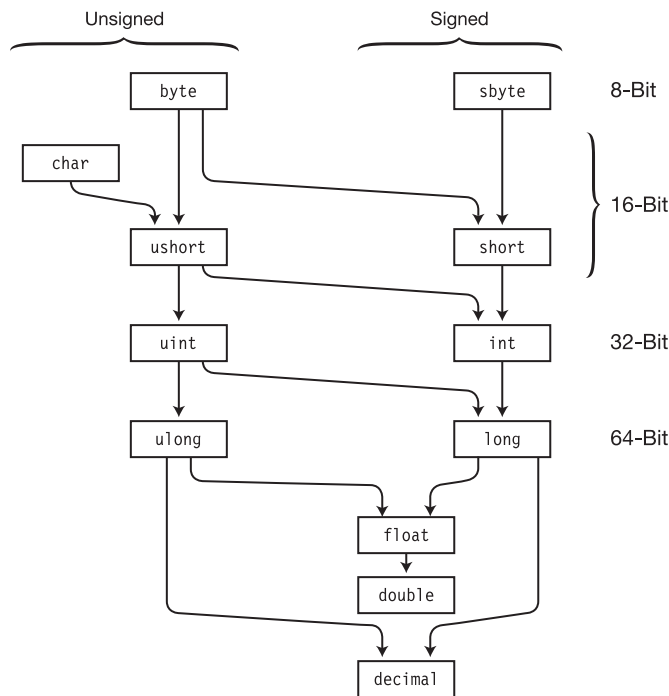 Unsigned
Signed
byte
sbyte
8-Bit
char
16-Bit
ushort
short
uint
int
32-Bit
ulong
long
64-Bit
float
double
decimal